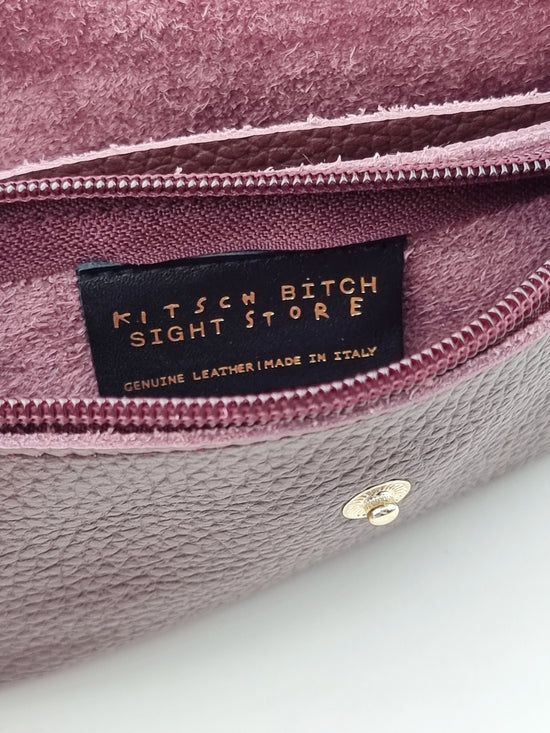 KITSCH BITCH
SIGHT STORE
GENUINE LEATHER | MADE IN ITALY